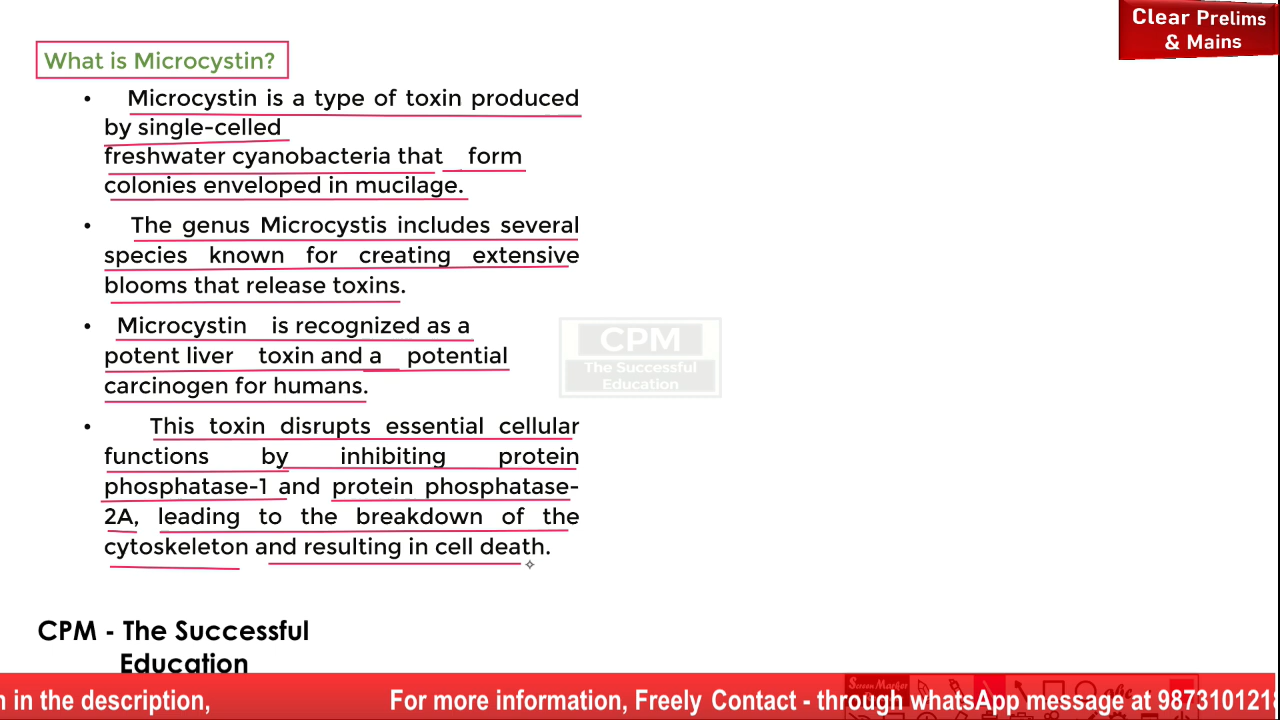 Clear Prelims
& Mains
What is Microcystin?
• Microcystin is a type of toxin produced
by single-celled
freshwater cyanobacteria that form
colonies enveloped in mucilage.
• The genus Microcystis includes several
species known for creating extensive
blooms that release toxins.
• Microcystin is recognized as a
potent liver toxin and a potential
carcinogen for humans.
• This toxin disrupts essential cellular
functions by inhibiting protein
phosphatase-1 and protein phosphatase-
2A, leading to the breakdown of the
cytoskeleton and resulting in cell death.
CPM
The Successful
Education
CPM - The Successful
Education
Screen Marker
abc
in the description, For more information, Freely Contact - through whatsApp message at 987310121